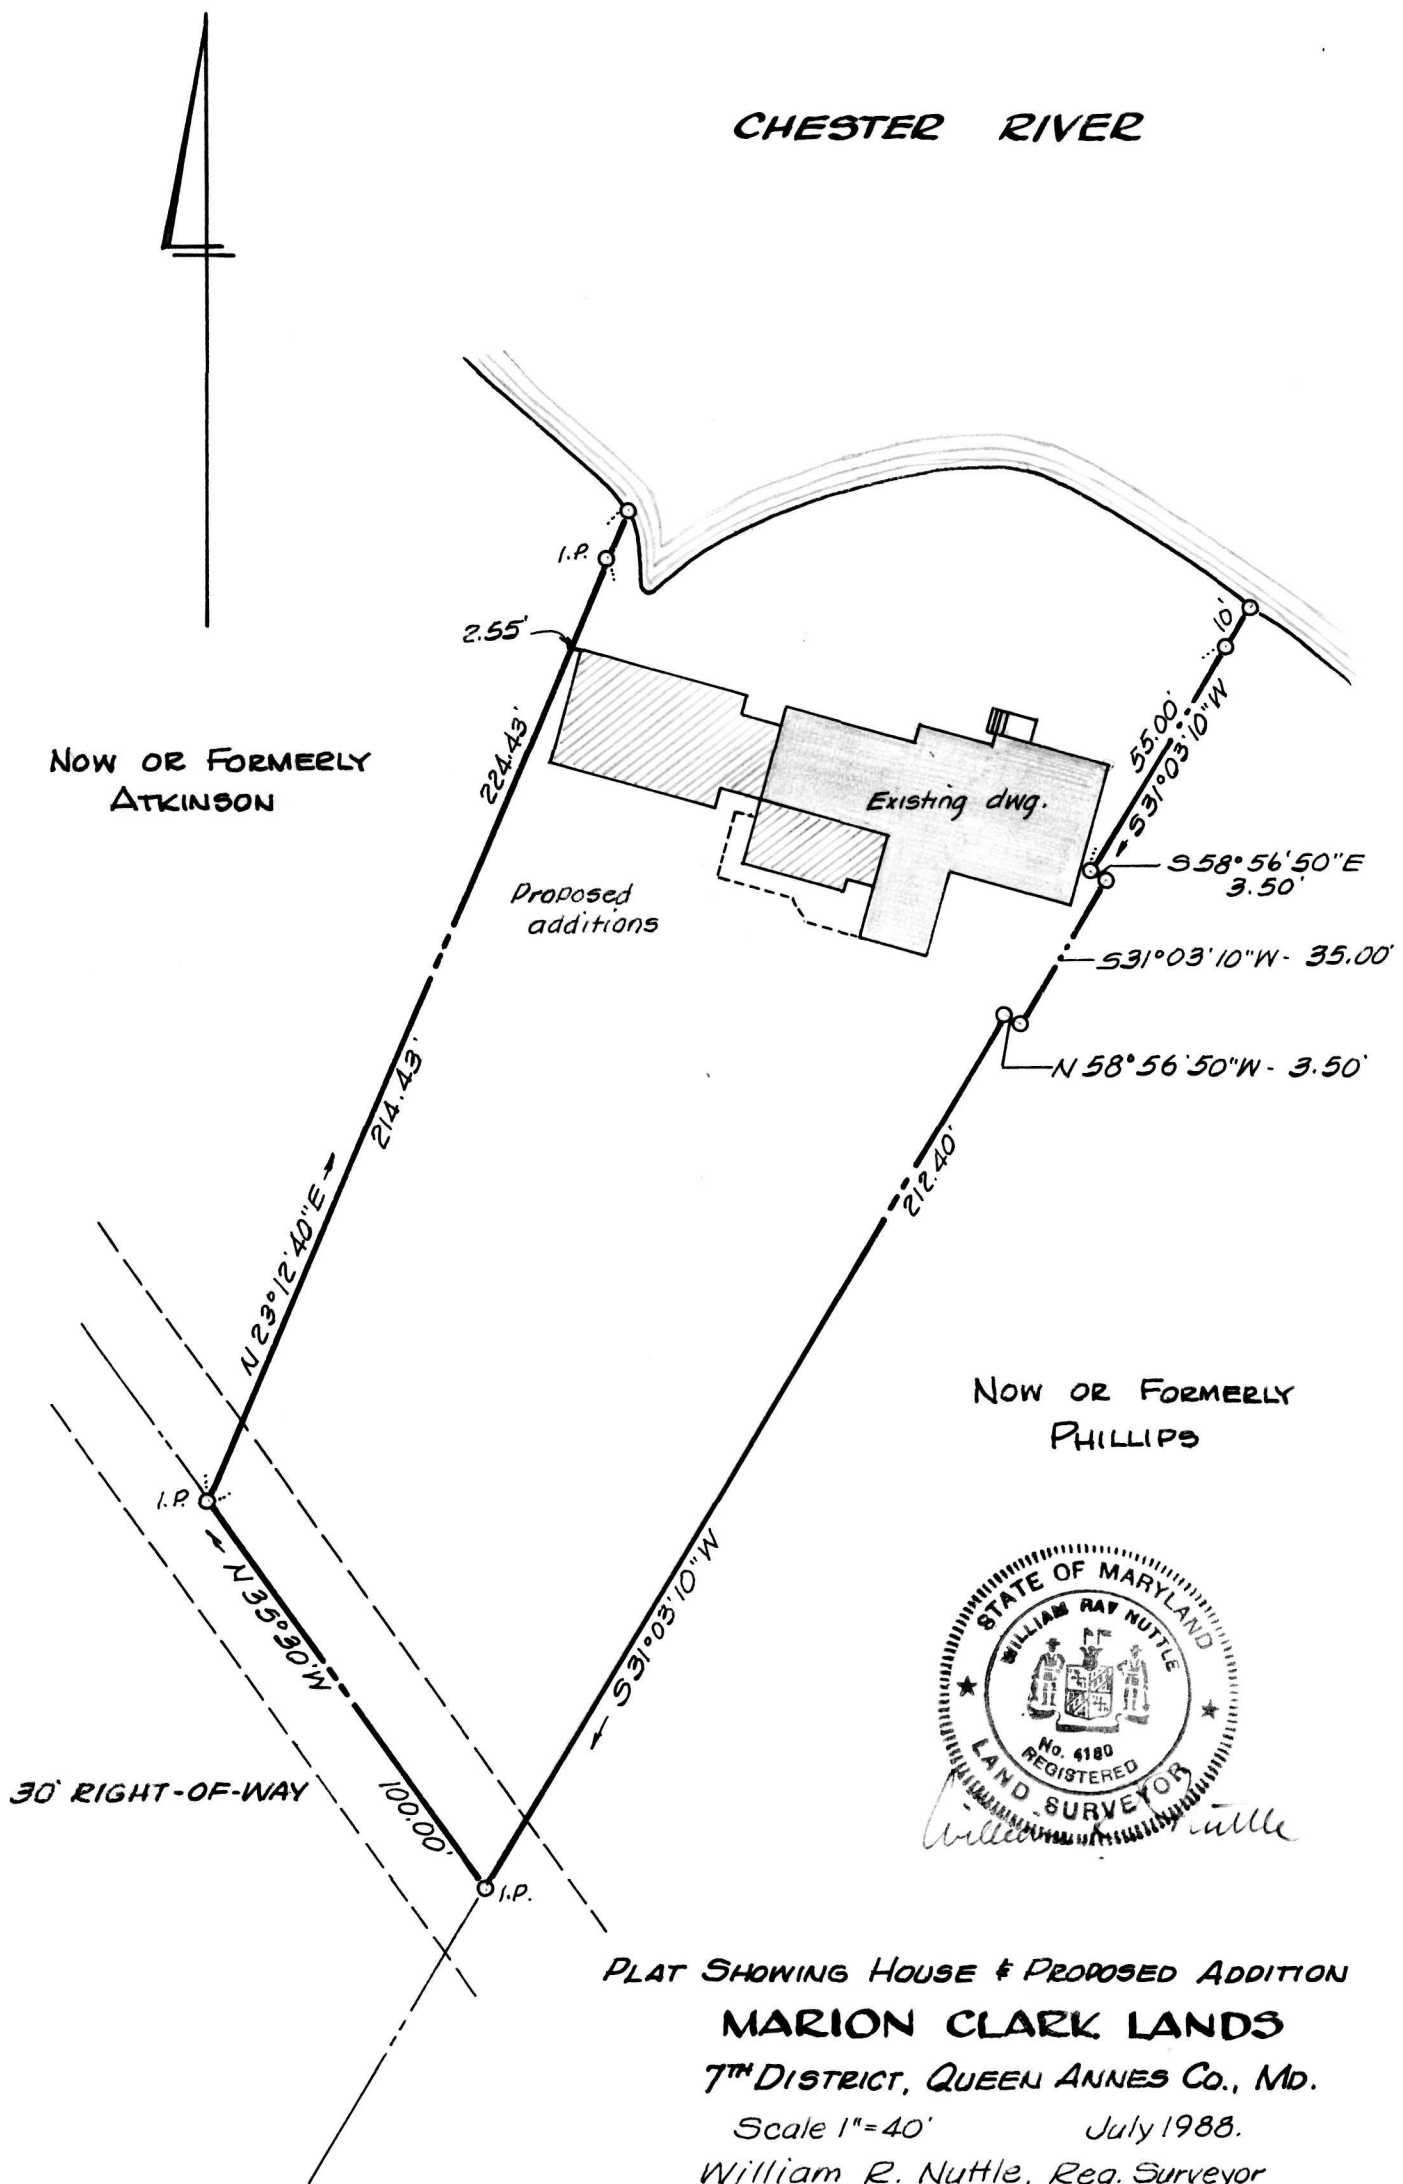 CHESTER RIVER
I.P.
2.55'
10'
224.43'
55.00'
S31°03'10"W
NOW OR FORMERLY
ATKINSON
Existing dwg.
S58°56'50"E
3.50'
Proposed
additions
S31°03'10"W - 35.00'
N58°56'50"W - 3.50'
214.43'
212.40'
N23°12'40"E
NOW OR FORMERLY
PHILLIPS
I.P.
N35°30'W
S31°03'10"W
STATE OF MARYLAND
WILLIAM RAY NUTTLE
No. 4180
REGISTERED
LAND SURVEYOR
30' RIGHT-OF-WAY
100.00'
I.P.
William R. Nuttle
PLAT SHOWING HOUSE & PROPOSED ADDITION
MARION CLARK LANDS
7TH DISTRICT, QUEEN ANNES CO., MD.
Scale 1"=40' July 1988.
William R. Nuttle, Reg. Surveyor